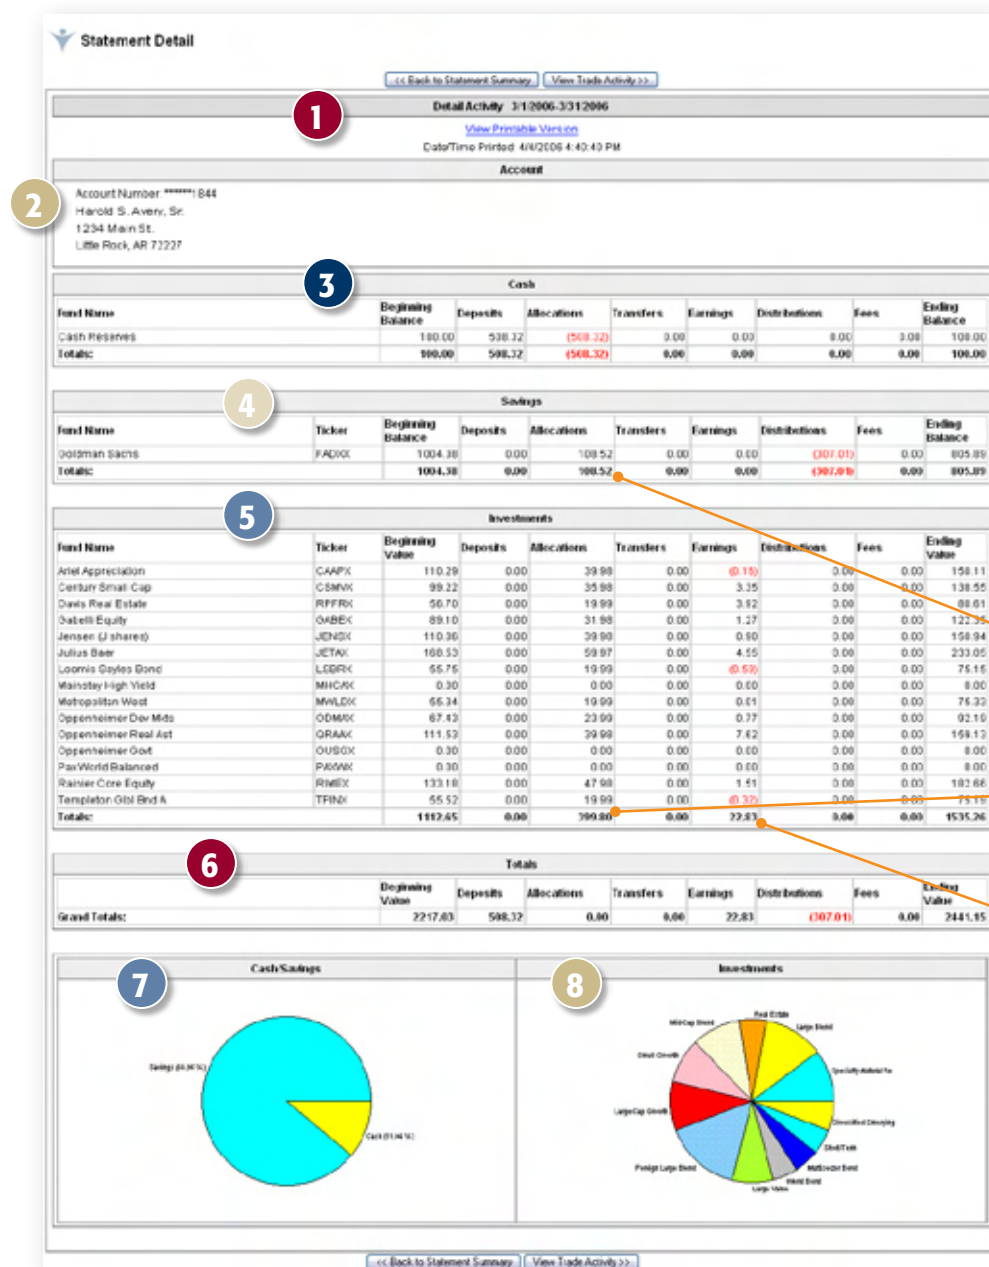 Statement Detail
<< Back to Statement Summary View Trade Activity >>
1
Detail Activity 3/1/2006-3/31/2006
View Printable Version
Date/Time Printed: 4/4/2006 4:40:40 PM
Account
2
Account Number: ******1844
Harold S. Avery, Sr.
1234 Main St.
Little Rock, AR 72227
3
Cash
Fund Name Beginning Balance Deposits Allocations Transfers Earnings Distributions Fees Ending Balance
Cash Reserves 100.00 508.32 (508.32) 0.00 0.00 0.00 0.00 100.00
Totals: 100.00 508.32 (508.32) 0.00 0.00 0.00 0.00 100.00
4
Savings
Fund Name Ticker Beginning Balance Deposits Allocations Transfers Earnings Distributions Fees Ending Balance
Goldman Sachs FADXX 1004.38 0.00 108.52 0.00 0.00 (307.01) 0.00 805.89
Totals: 1004.38 0.00 108.52 0.00 0.00 (307.01) 0.00 805.89
5
Investments
Fund Name Ticker Beginning Value Deposits Allocations Transfers Earnings Distributions Fees Ending Value
Ariel Appreciation CAAPX 110.29 0.00 39.98 0.00 (0.16) 0.00 0.00 150.11
Century Small Cap CSMVX 99.22 0.00 35.98 0.00 3.35 0.00 0.00 138.55
Davis Real Estate RPFRX 56.70 0.00 19.99 0.00 3.92 0.00 0.00
Gabelli Equity GABEX 89.10 0.00 31.98 0.00 1.27 0.00 0.00 122.35
Jensen (J shares) JENSX 110.36 0.00 39.98 0.00 0.00 0.00 150.94
Julius Baer JETAX 168.53 0.00 59.97 0.00 4.55 0.00 0.00 233.05
Loomis Sayles Bond LSBRX 55.75 0.00 19.99 0.00 (0.59) 0.00 0.00 75.15
Mainstay High Yield MHCAX 0.00 0.00 0.00 0.00 0.00 0.00 0.00
Metropolitan West MWLDX 55.34 0.00 19.99 0.00 0.00 0.00 75.33
Oppenheimer Dev Mkts ODMAX 67.43 0.00 23.99 0.00 0.77 0.00 0.00 92.19
Oppenheimer Real Ast QRAAX 111.53 0.00 39.98 0.00 7.62 0.00 0.00 159.13
Oppenheimer Govt OUSGX 0.00 0.00 0.00 0.00 0.00 0.00 0.00
Pax World Balanced PAXWX 0.00 0.00 0.00 0.00 0.00 0.00 0.00
Rainier Core Equity RIMEX 133.18 0.00 47.98 0.00 1.51 0.00 0.00 182.66
Templeton Glbl Bnd A TPINX 55.52 0.00 19.99 0.00 (0.32) 0.00 0.00 75.19
Totals: 1112.65 0.00 399.80 0.00 22.83 0.00 0.00 1535.26
6
Totals
Beginning Value Deposits Allocations Transfers Earnings Distributions Fees Ending Value
Grand Totals: 2217.03 508.32 0.00 0.00 22.83 (307.01) 0.00 2441.15
7
Cash/Savings
8
Investments
Savings
Cash
Real Estate
Mid-Cap Blend
Large Blend
Small Growth
Large Cap Growth
Diversified Emerging
Short Term
Multisector Bond
Foreign Large Blend
World Bond
Large Value
<< Back to Statement Summary View Trade Activity >>